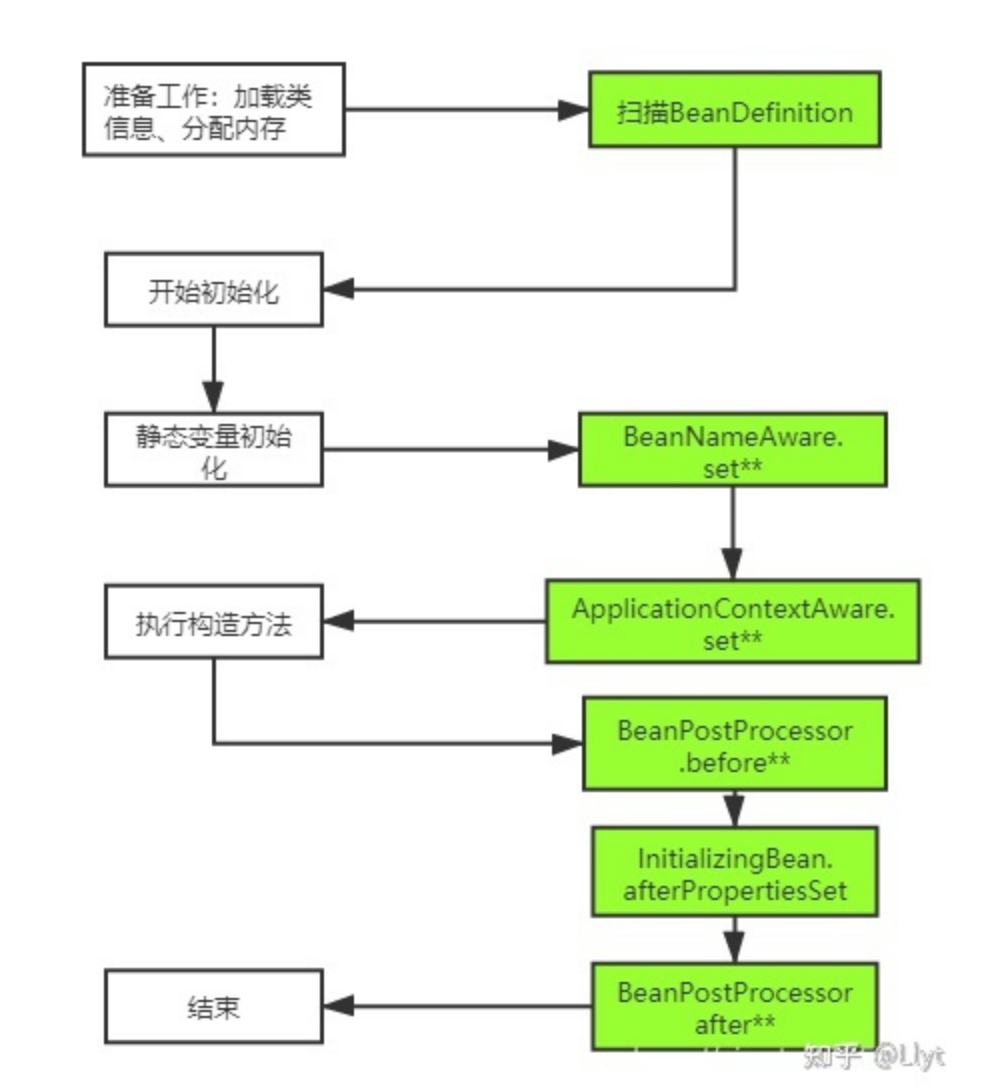 准备工作：加载类
信息、分配内存
扫描BeanDefinition
开始初始化
静态变量初始
化
BeanNameAware.
set**
执行构造方法
ApplicationContextAware.
set**
BeanPostProcessor
.before**
InitializingBean.
afterPropertiesSet
结束
BeanPostProcessor
after**
知乎 @Llyt